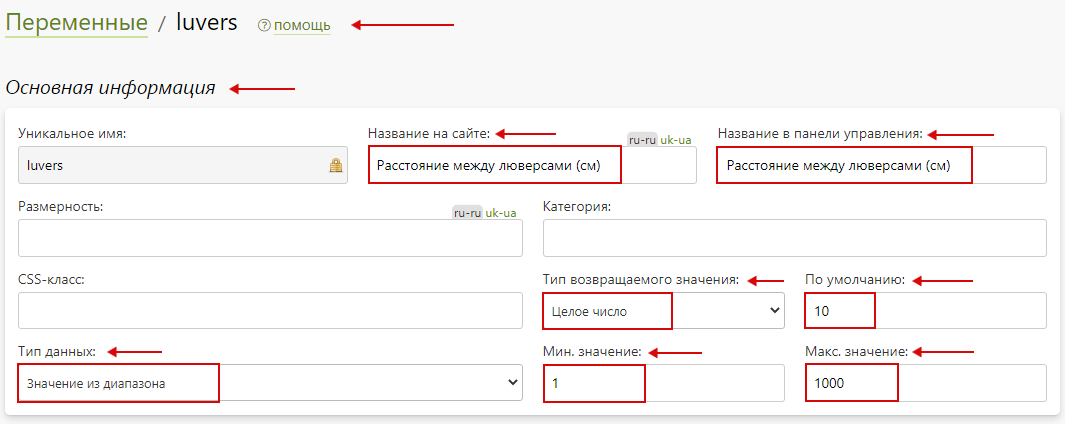 Переменные / luvers ? помощь
Основная информация
Уникальное имя: Название на сайте: Название в панели управления:
ru-ru uk-ua
luvers Расстояние между люверсами (см) Расстояние между люверсами (см)
Размерность: ru-ru uk-ua Категория:
CSS-класс: Тип возвращаемого значения: По умолчанию:
Целое число 10
Тип данных: Мин. значение: Макс. значение:
Значение из диапазона 1 1000